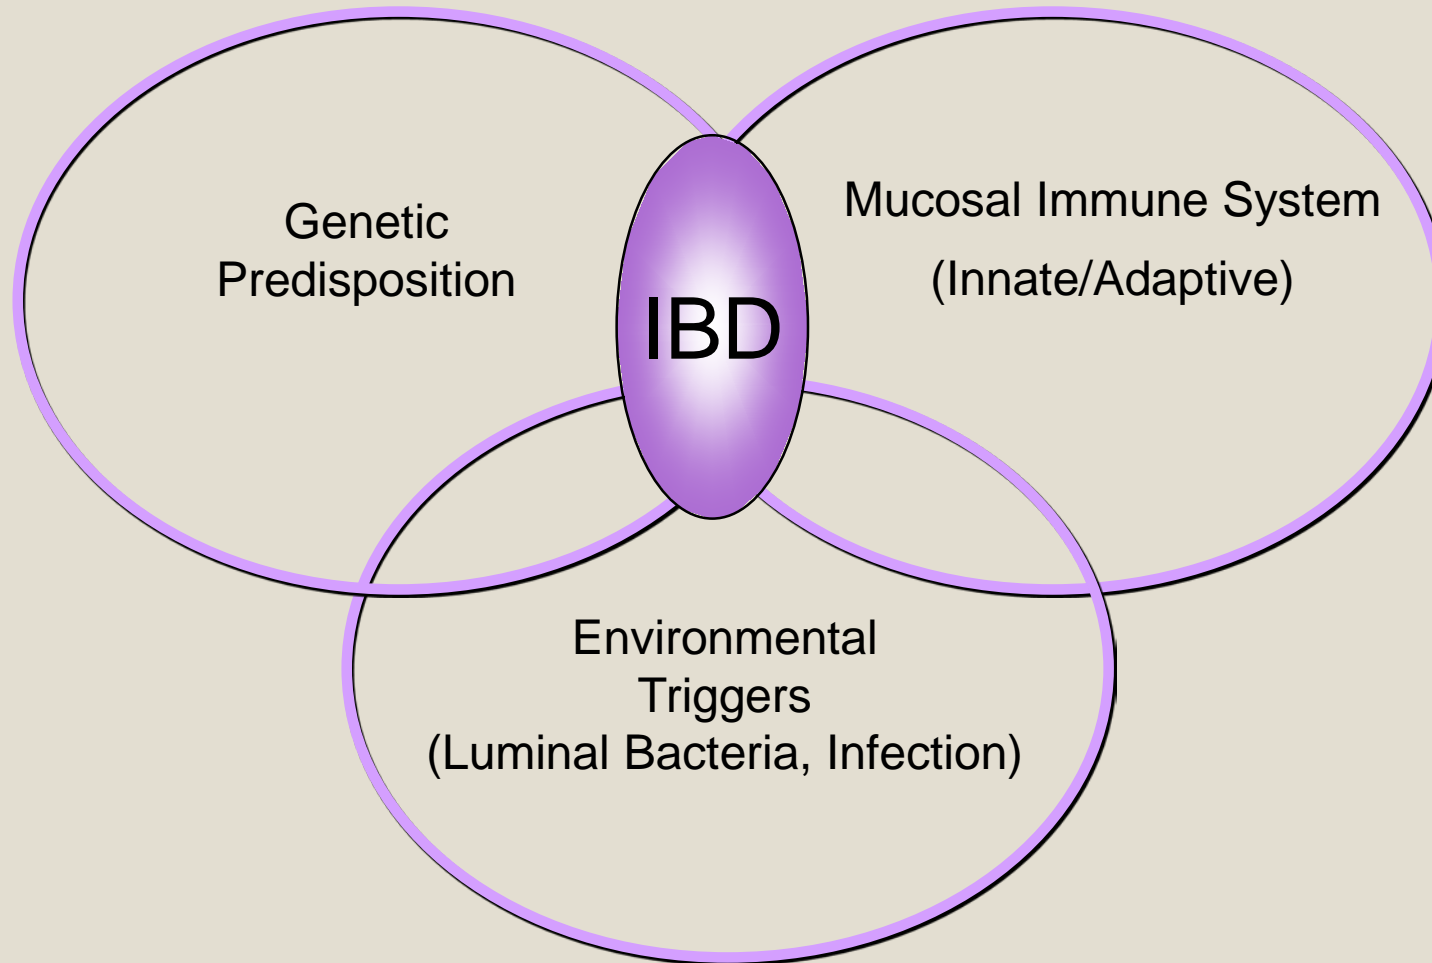 Genetic
Predisposition
Mucosal Immune System
(Innate/Adaptive)
IBD
Environmental
Triggers
(Luminal Bacteria, Infection)